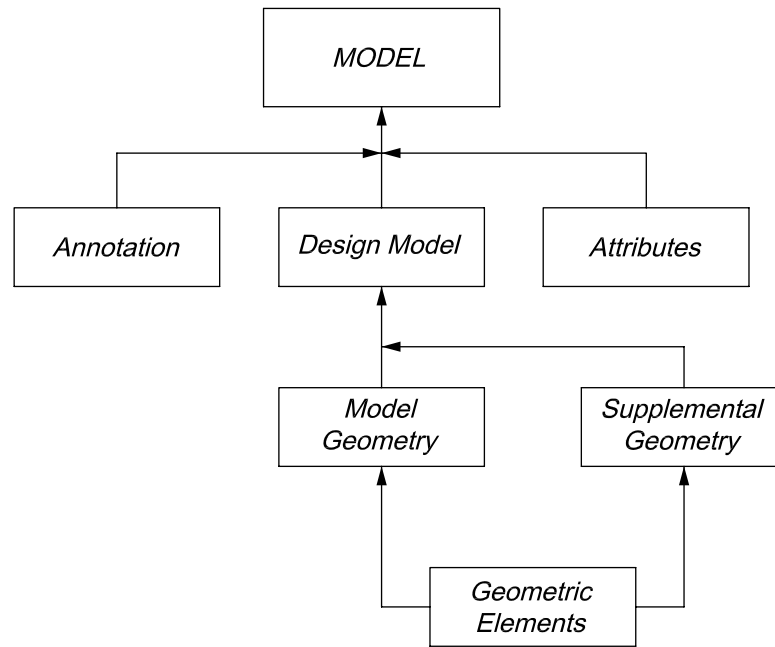 MODEL
Annotation
Design Model
Attributes
Model
Geometry
Supplemental
Geometry
Geometric
Elements